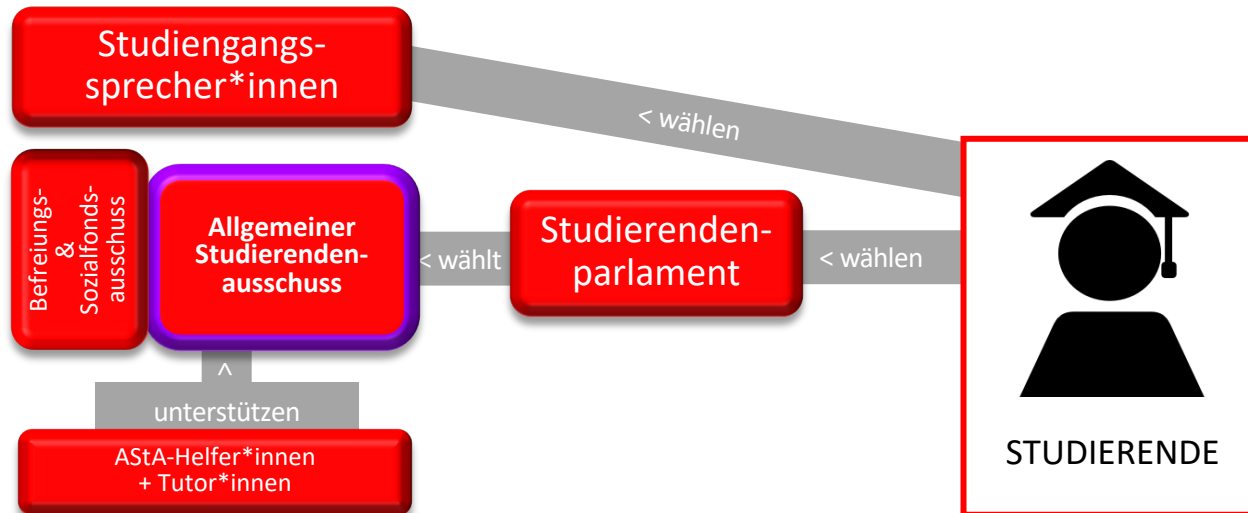 Studiengangs-
sprecher*innen
< wählen
Befreiungs-
&
Sozialfonds-
ausschuss
Allgemeiner
Studierenden-
ausschuss
< wählt
Studierenden-
parlament
< wählen
^
unterstützen
AStA-Helfer*innen
+ Tutor*innen
STUDIERENDE